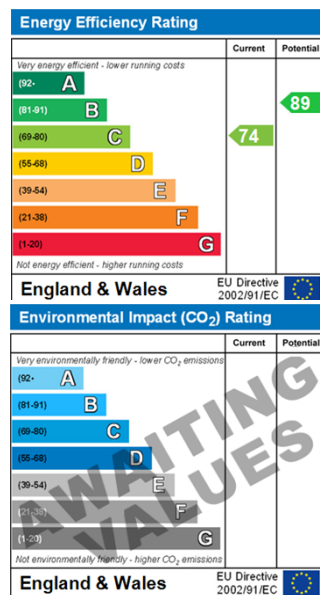 Energy Efficiency Rating
Current Potential
Very energy efficient - lower running costs
(92- A
(81-91) B
89
(69-80) C
74
(55-68) D
(39-54) E
(21-38) F
(1-20) G
Not energy efficient - higher running costs
England & Wales
EU Directive
2002/91/EC
Environmental Impact (CO2) Rating
Current Potential
Very environmentally friendly - lower CO2 emissions
(92- A
(81-91) B
(69-80) C
(55-68) D
(39-54) E
(21-38) F
(1-20) G
AWAITING
VALUES
Not environmentally friendly - higher CO2 emissions
England & Wales
EU Directive
2002/91/EC